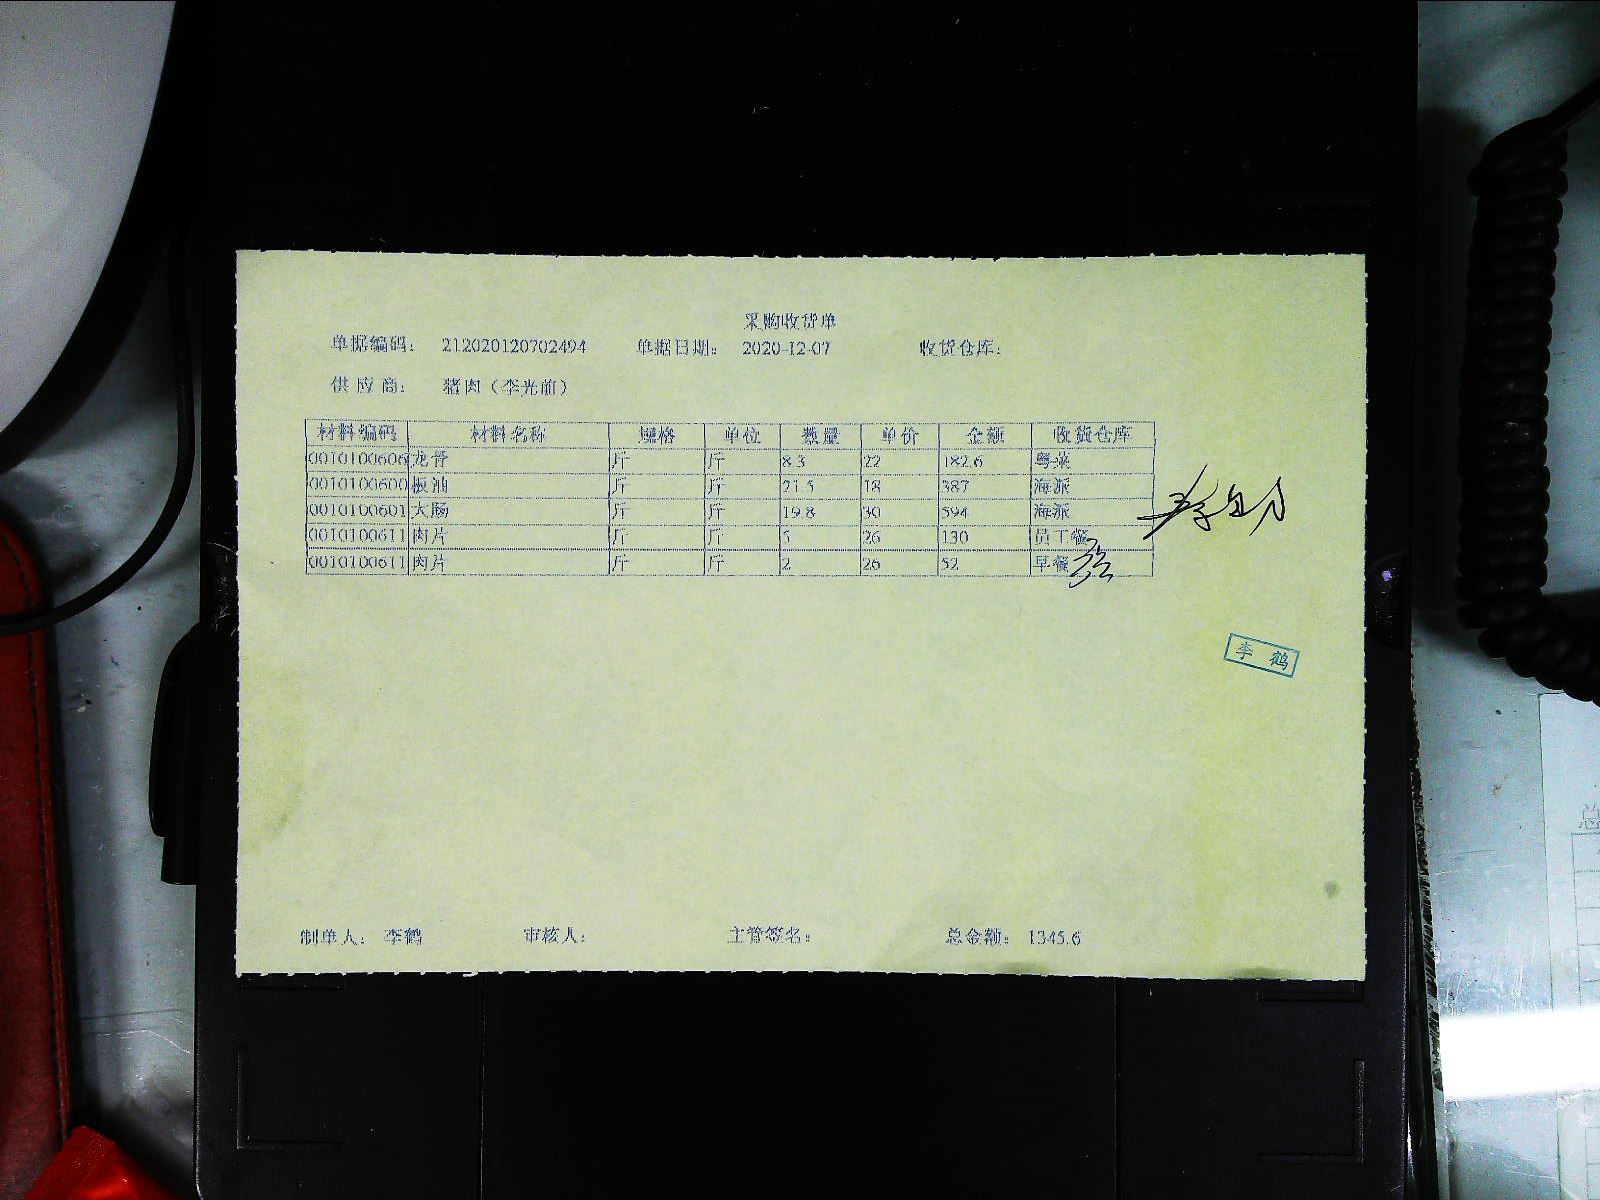 采购收货单
单据编码： 212020120702494 单据日期： 2020-12-07 收货仓库：
供应商： 猪肉（李光前）
材料编码 材料名称 规格 单位 数量 单价 金额 收货仓库
0010100606 龙骨 斤 斤 8.3 22 182.6 粤菜
0010100600 板油 斤 斤 21.5 18 387 海派
0010100601 大肠 斤 斤 19.8 30 594 海派
0010100611 肉片 斤 斤 5 26 130 员工餐
0010100611 肉片 斤 斤 2 26 52 早餐
李 鹤
制单人： 李鹤 审核人： 主管签名： 总金额： 1345.6